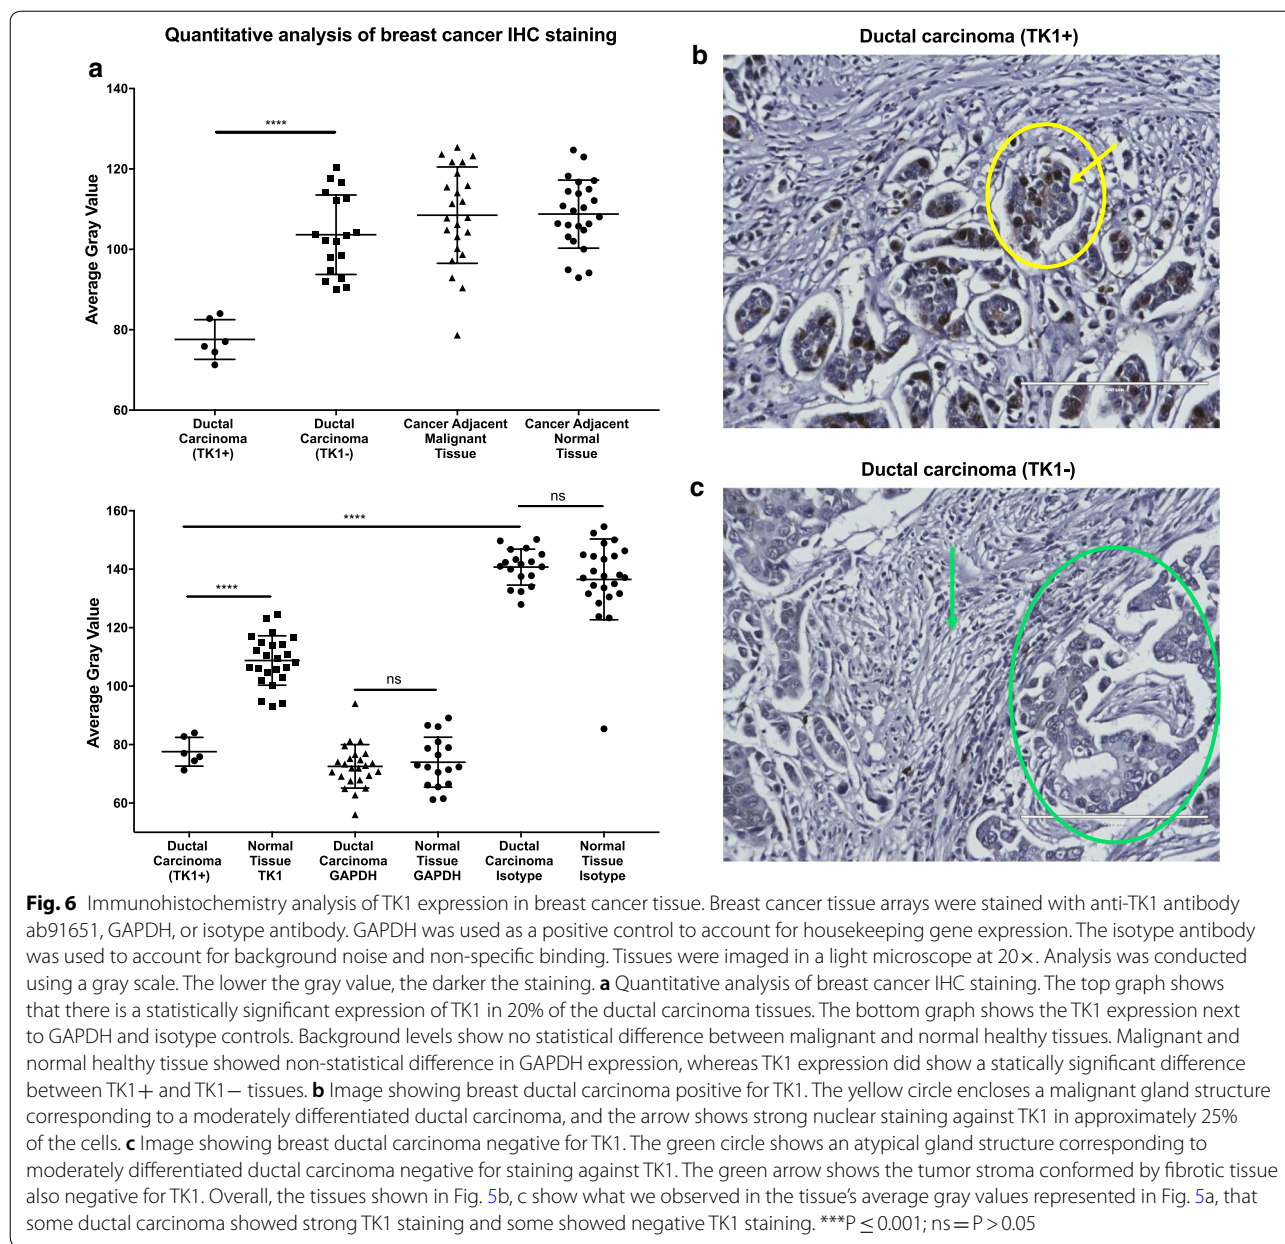 Quantitative analysis of breast cancer IHC staining
a
140
120
100
80
60
Average Gray Value
****
Ductal Carcinoma (TK1+)
Ductal Carcinoma (TK1-)
Cancer Adjacent Malignant Tissue
Cancer Adjacent Normal Tissue
160
140
120
100
80
60
Average Gray Value
****
****
ns
ns
Ductal Carcinoma (TK1+)
Normal Tissue TK1
Ductal Carcinoma GAPDH
Normal Tissue GAPDH
Ductal Carcinoma Isotype
Normal Tissue Isotype
b
Ductal carcinoma (TK1+)
c
Ductal carcinoma (TK1-)
Fig. 6 Immunohistochemistry analysis of TK1 expression in breast cancer tissue. Breast cancer tissue arrays were stained with anti-TK1 antibody
ab91651, GAPDH, or isotype antibody. GAPDH was used as a positive control to account for housekeeping gene expression. The isotype antibody
was used to account for background noise and non-specific binding. Tissues were imaged in a light microscope at 20×. Analysis was conducted
using a gray scale. The lower the gray value, the darker the staining. a Quantitative analysis of breast cancer IHC staining. The top graph shows
that there is a statistically significant expression of TK1 in 20% of the ductal carcinoma tissues. The bottom graph shows the TK1 expression next
to GAPDH and isotype controls. Background levels show no statistical difference between malignant and normal healthy tissues. Malignant and
normal healthy tissue showed non-statistical difference in GAPDH expression, whereas TK1 expression did show a statically significant difference
between TK1+ and TK1− tissues. b Image showing breast ductal carcinoma positive for TK1. The yellow circle encloses a malignant gland structure
corresponding to a moderately differentiated ductal carcinoma, and the arrow shows strong nuclear staining against TK1 in approximately 25%
of the cells. c Image showing breast ductal carcinoma negative for TK1. The green circle shows an atypical gland structure corresponding to
moderately differentiated ductal carcinoma negative for staining against TK1. The green arrow shows the tumor stroma conformed by fibrotic tissue
also negative for TK1. Overall, the tissues shown in Fig. 5b, c show what we observed in the tissue's average gray values represented in Fig. 5a, that
some ductal carcinoma showed strong TK1 staining and some showed negative TK1 staining. ***P ≤ 0.001; ns = P > 0.05